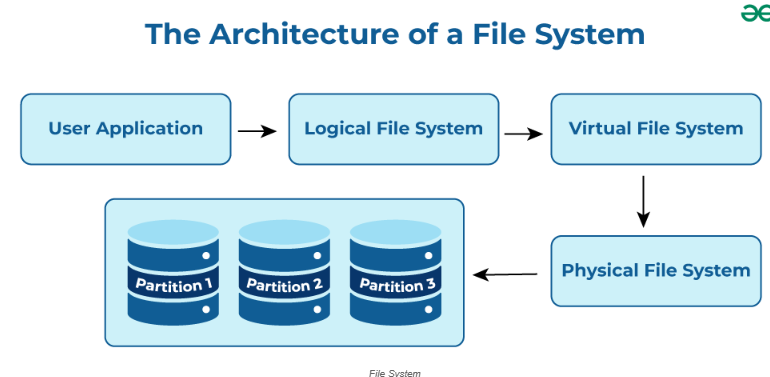 The Architecture of a File System
User Application
Logical File System
Virtual File System
Physical File System
Partition 1
Partition 2
Partition 3
File System